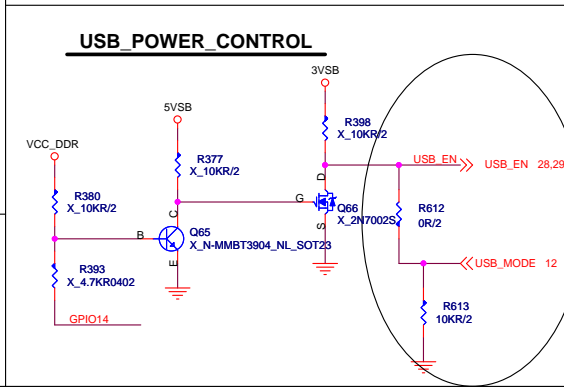 USB_POWER_CONTROL
3VSB
5VSB
VCC_DDR
R398
X_10KR/2
R377
X_10KR/2
USB_EN
USB_EN 28,29
D
R380
X_10KR/2
G
Q66
X_2N7002S
R612
0R/2
C
S
B
Q65
X_N-MMBT3904_NL_SOT23
E
USB_MODE 12
R393
X_4.7KR0402
R613
10KR/2
GPIO14